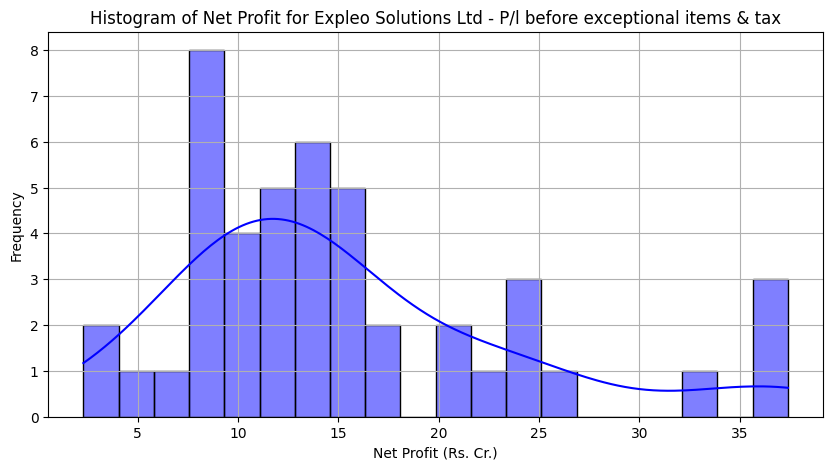 Histogram of Net Profit for Expleo Solutions Ltd - P/l before exceptional items & tax
Frequency
8
7
6
5
4
3
2
1
0
5 10 15 20 25 30 35
Net Profit (Rs. Cr.)